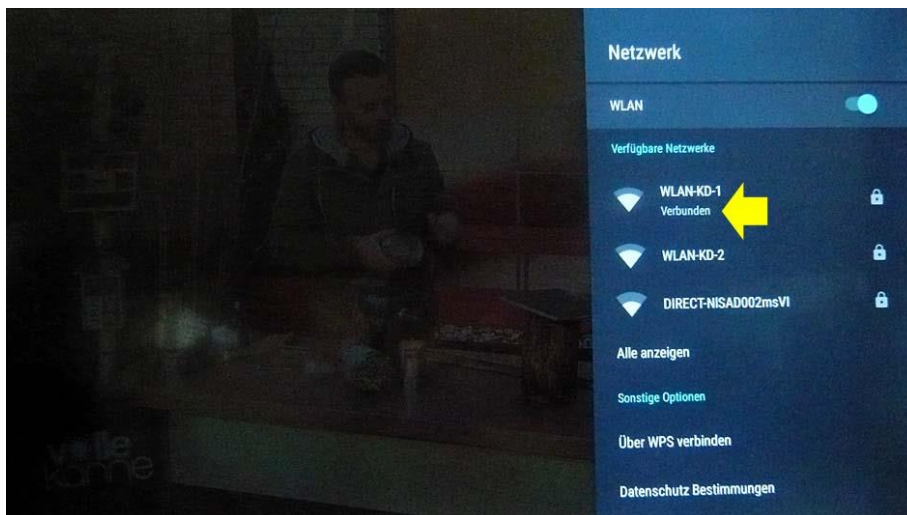 Netzwerk
WLAN
Verfügbare Netzwerke
WLAN-KD-1
Verbunden
WLAN-KD-2
DIRECT-NISAD002msVI
Alle anzeigen
Sonstige Optionen
Über WPS verbinden
Datenschutz Bestimmungen
volle
kanne